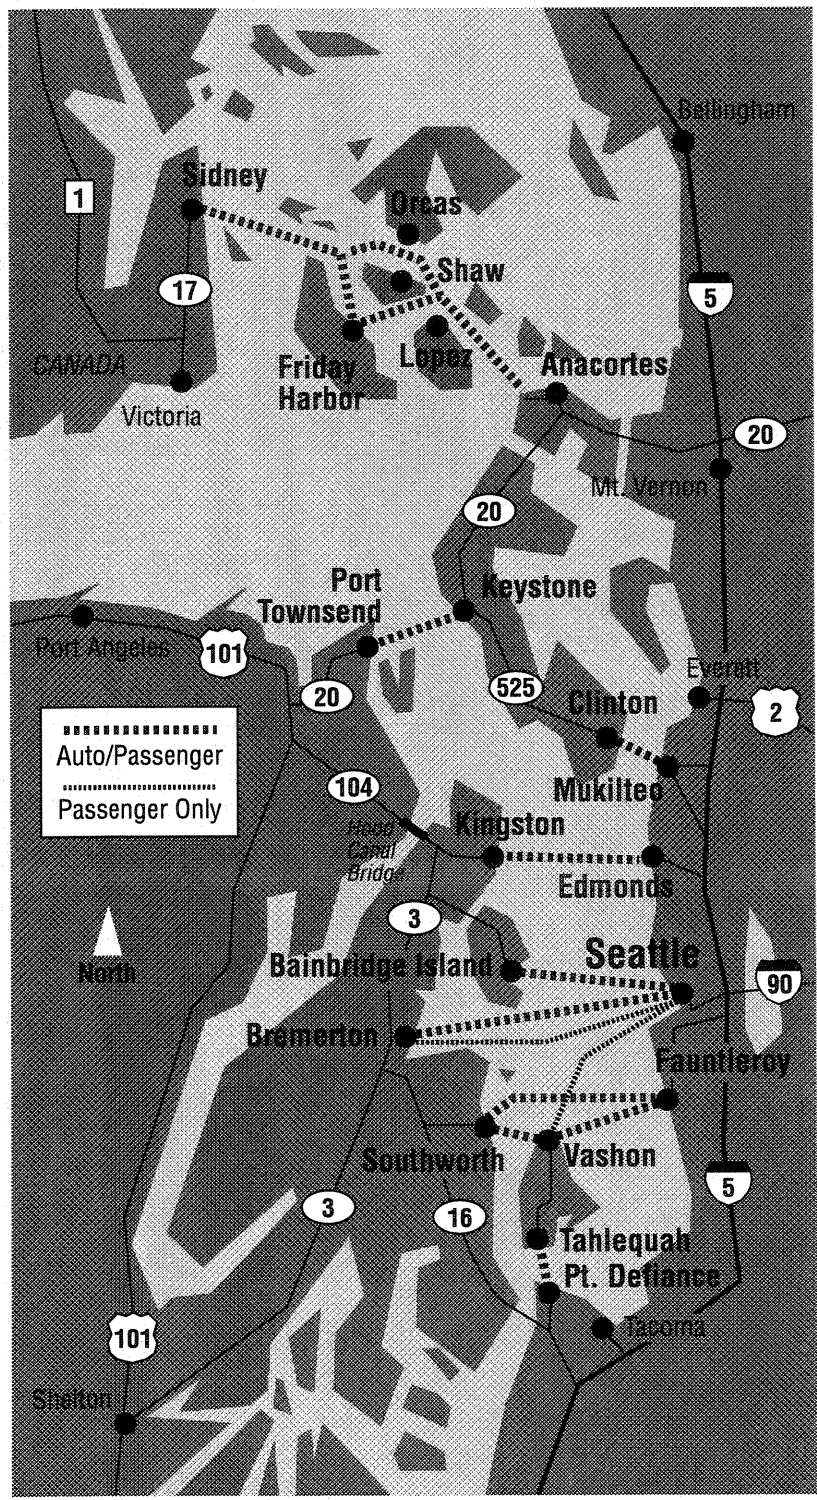 Bellingham
Sidney
1
Orcas
Shaw
17
5
CANADA
Friday
Harbor
Lopez
Anacortes
Victoria
20
Mt. Vernon
20
Port
Townsend
Keystone
Port Angeles
101
20
525
Everett
2
Clinton
Auto/Passenger
Passenger Only
104
Mukilteo
Hood
Canal
Bridge
Kingston
Edmonds
3
North
Bainbridge Island
Seattle
90
Bremerton
Fauntleroy
Southworth
Vashon
5
3
16
Tahlequah
Pt. Defiance
101
Tacoma
Shelton